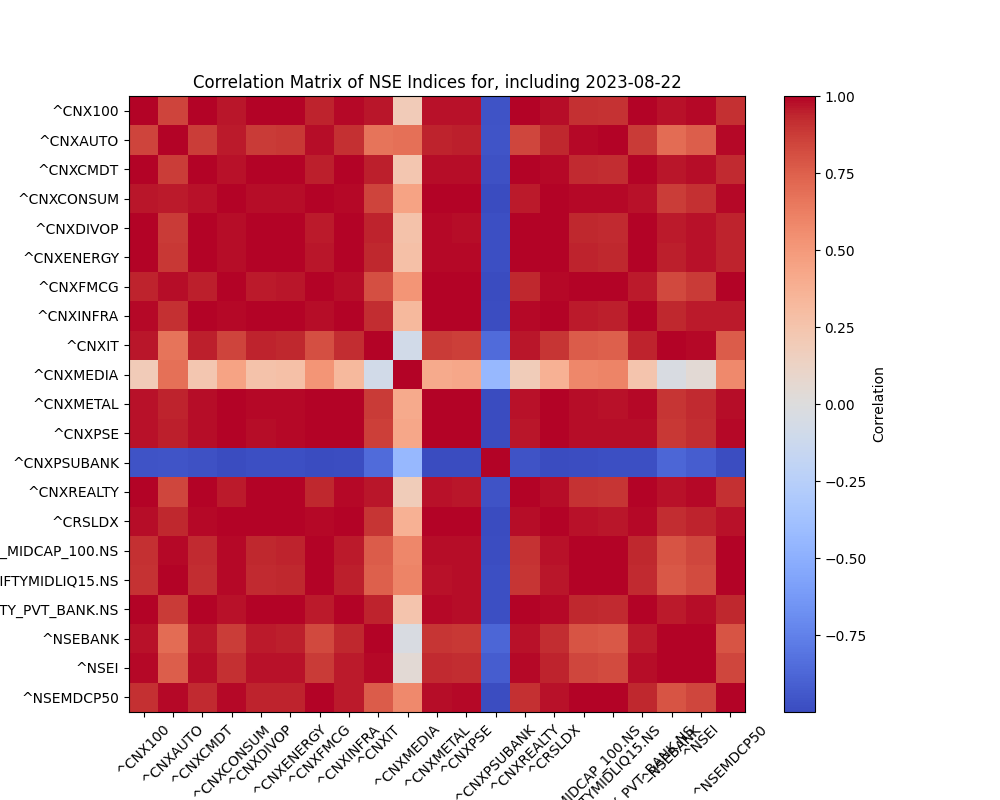 Correlation Matrix of NSE Indices for, including 2023-08-22
^CNX100
^CNXAUTO
^CNXCMDT
^CNXCONSUM
^CNXDIVOP
^CNXENERGY
^CNXFMCG
^CNXINFRA
^CNXIT
^CNXMEDIA
^CNXMETAL
^CNXPSE
^CNXPSUBANK
^CNXREALTY
^CRSLDX
_MIDCAP_100.NS
IFTYMIDLIQ15.NS
TY_PVT_BANK.NS
^NSEBANK
^NSEI
^NSEMDCP50
^CNX100
^CNXAUTO
^CNXCMDT
^CNXCONSUM
^CNXDIVOP
^CNXENERGY
^CNXFMCG
^CNXINFRA
^CNXIT
^CNXMEDIA
^CNXMETAL
^CNXPSE
^CNXPSUBANK
^CNXREALTY
^CRSLDX
MIDCAP_100.NS
TYMIDLIQ15.NS
PVT_BANK.NS
^NSEBANK
^NSEI
^NSEMDCP50
1.00
0.75
0.50
0.25
0.00
−0.25
−0.50
−0.75
Correlation